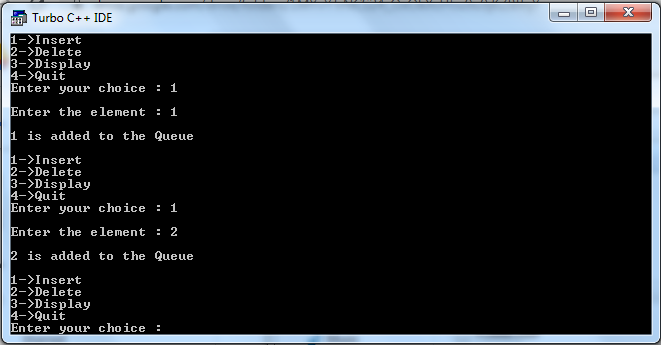 Turbo C++ IDE
1->Insert
2->Delete
3->Display
4->Quit
Enter your choice : 1
Enter the element : 1
1 is added to the Queue
1->Insert
2->Delete
3->Display
4->Quit
Enter your choice : 1
Enter the element : 2
2 is added to the Queue
1->Insert
2->Delete
3->Display
4->Quit
Enter your choice :